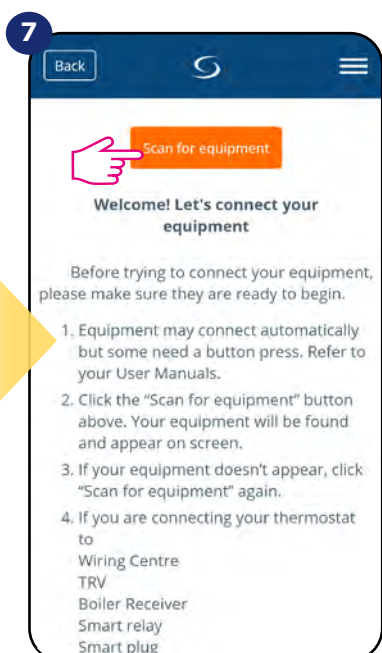 7
Back
Scan for equipment
Welcome! Let's connect your
equipment
Before trying to connect your equipment,
please make sure they are ready to begin.
1. Equipment may connect automatically
but some need a button press. Refer to
your User Manuals.
2. Click the “Scan for equipment” button
above. Your equipment will be found
and appear on screen.
3. If your equipment doesn’t appear, click
“Scan for equipment” again.
4. If you are connecting your thermostat
to
Wiring Centre
TRV
Boiler Receiver
Smart relay
Smart plug